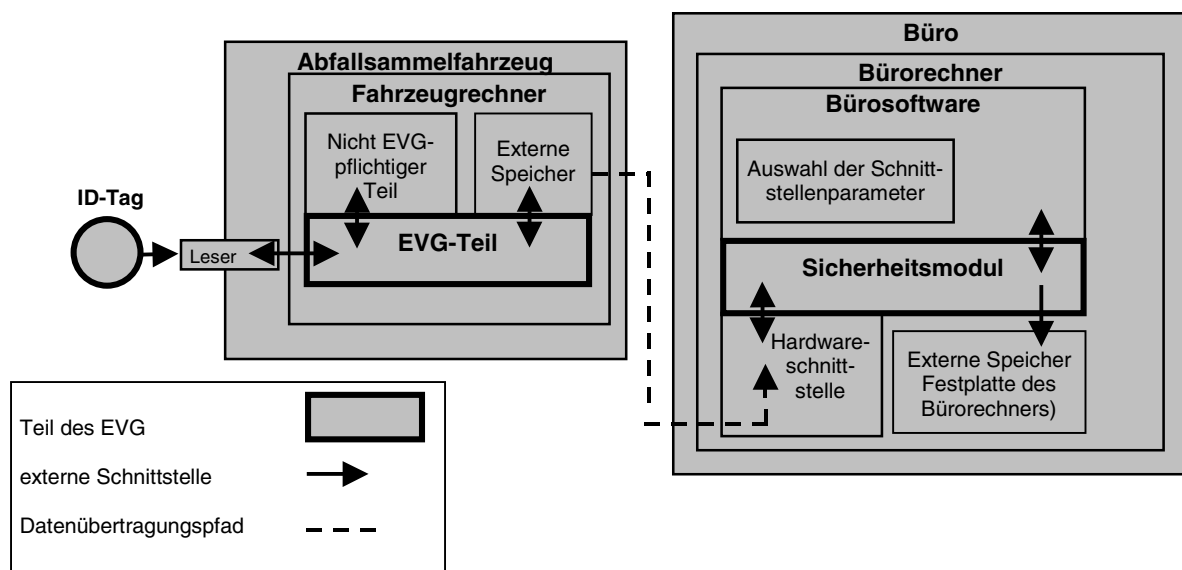 Büro
Abfallsammelfahrzeug
Bürorechner
Fahrzeugrechner
Bürosoftware
Nicht EVG-
pflichtiger
Teil
Externe
Speicher
Auswahl der Schnitt-
stellenparameter
ID-Tag
Leser
EVG-Teil
Sicherheitsmodul
Hardware-
schnitt-
stelle
Externe Speicher
Festplatte des
Bürorechners)
Teil des EVG
externe Schnittstelle
Datenübertragungspfad